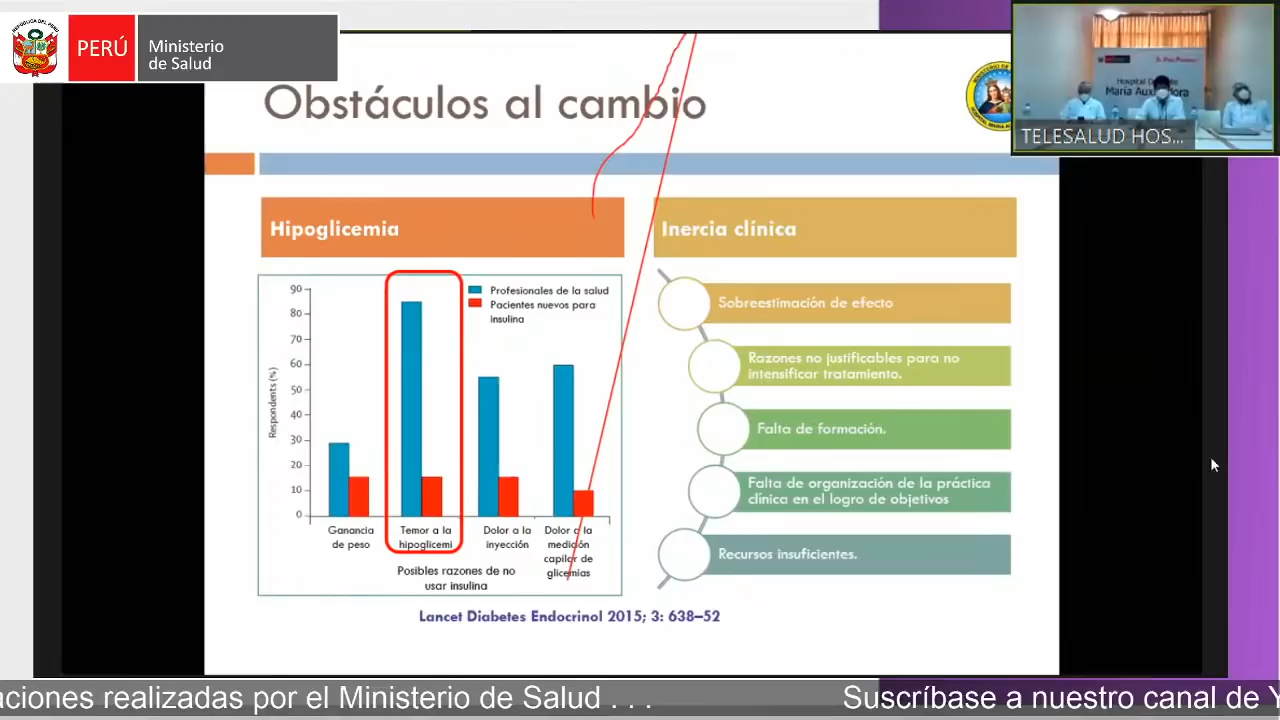 PERÚ
Ministerio
de Salud
Obstáculos al cambio
Hospital
María Auxiliadora
TELESALUD HOS...
Hipoglicemia
Inercia clínica
90
80
70
60
50
40
30
20
10
0
Respondents (%)
Profesionales de la salud
Pacientes nuevos para
insulina
Ganancia
de peso
Temor a la
hipoglicemi
Dolor a la
inyección
Dolor a la
medición
capilar de
glicemias
Posibles razones de no
usar insulina
Sobreestimación de efecto
Razones no justificables para no
intensificar tratamiento.
Falta de formación.
Falta de organización de la práctica
clínica en el logro de objetivos
Recursos insuficientes.
Lancet Diabetes Endocrinol 2015; 3: 638–52
aciones realizadas por el Ministerio de Salud . . .
Suscríbase a nuestro canal de Y